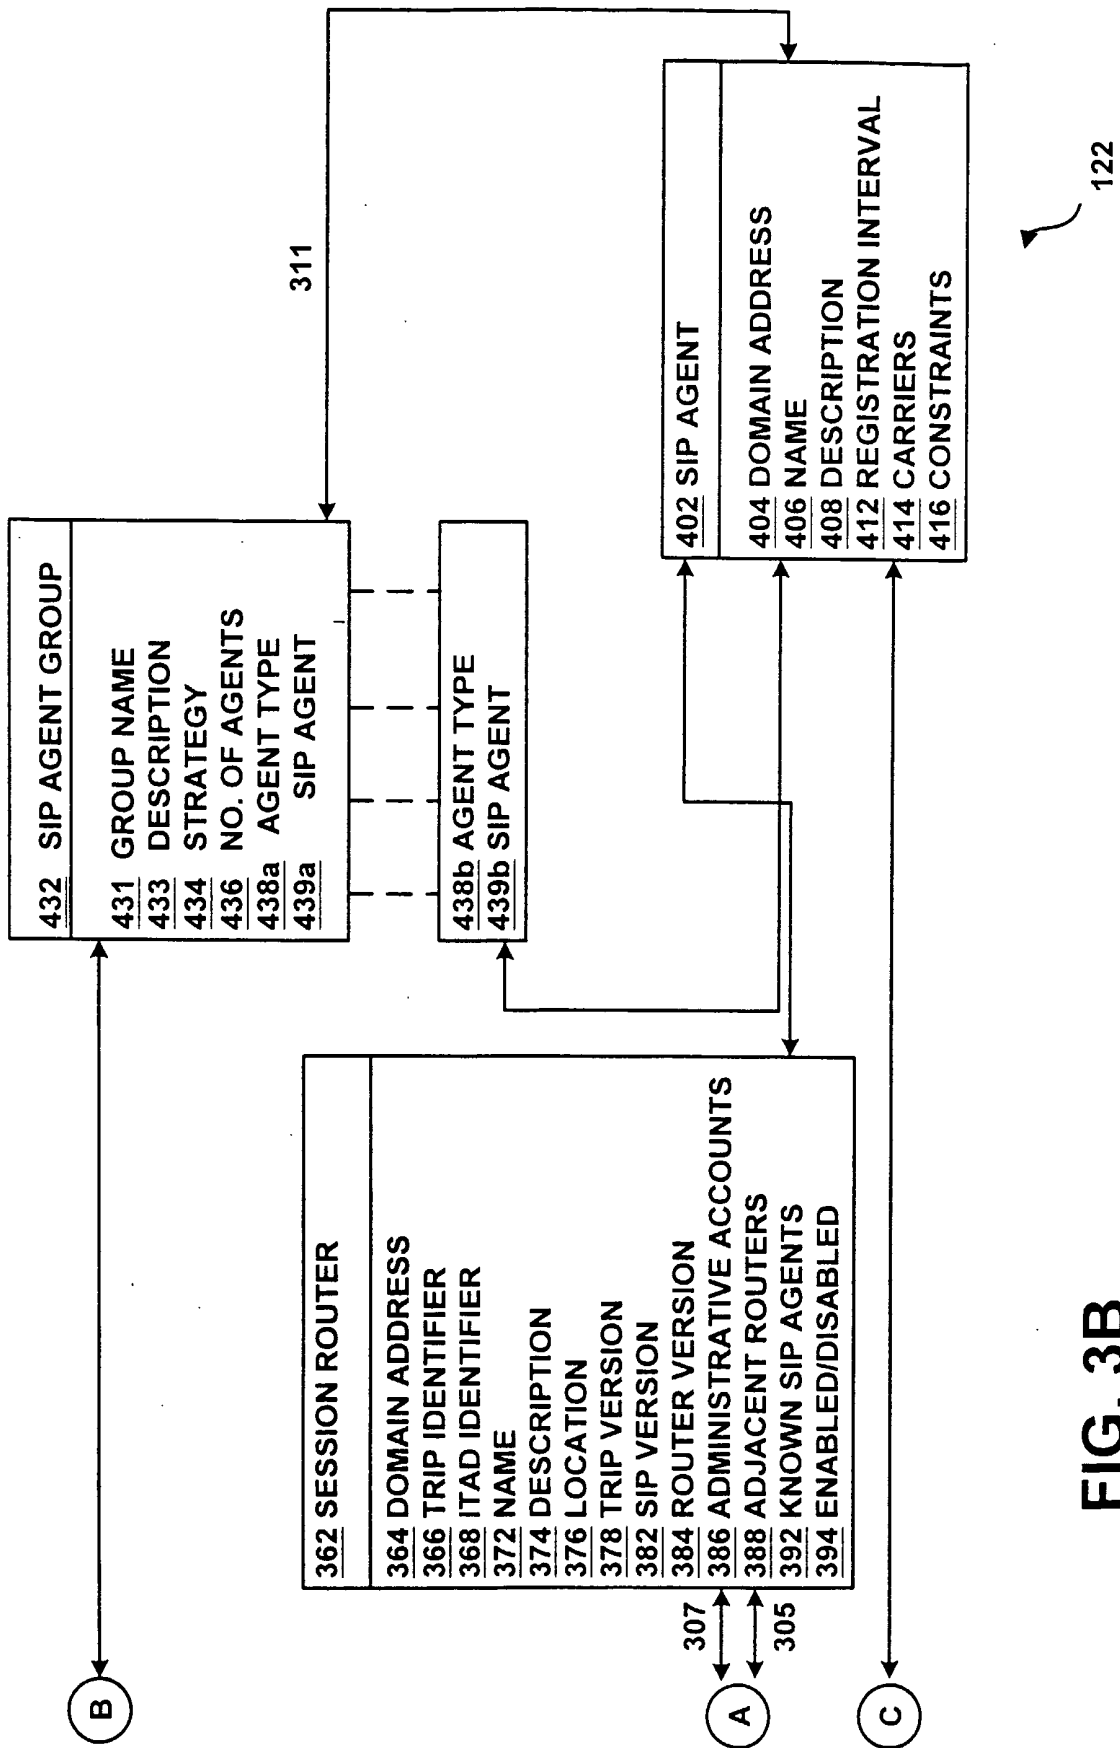 B
432 SIP AGENT GROUP
431 GROUP NAME
433 DESCRIPTION
434 STRATEGY
436 NO. OF AGENTS
438a AGENT TYPE
439a SIP AGENT
438b AGENT TYPE
439b SIP AGENT
311
362 SESSION ROUTER
364 DOMAIN ADDRESS
366 TRIP IDENTIFIER
368 ITAD IDENTIFIER
372 NAME
374 DESCRIPTION
376 LOCATION
378 TRIP VERSION
382 SIP VERSION
384 ROUTER VERSION
386 ADMINISTRATIVE ACCOUNTS
388 ADJACENT ROUTERS
392 KNOWN SIP AGENTS
394 ENABLED/DISABLED
307
A
305
402 SIP AGENT
404 DOMAIN ADDRESS
406 NAME
408 DESCRIPTION
412 REGISTRATION INTERVAL
414 CARRIERS
416 CONSTRAINTS
C
122
FIG. 3B